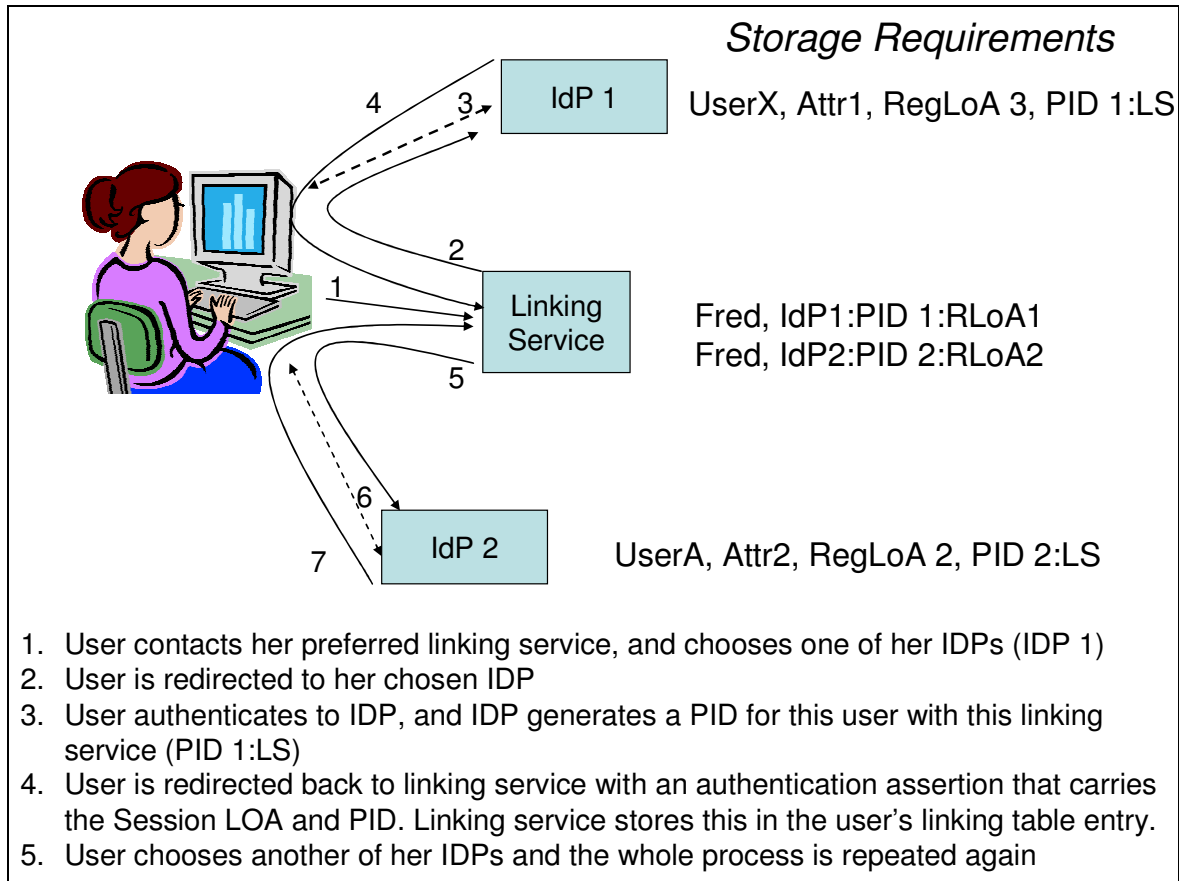 Storage Requirements
4
3
IdP 1
UserX, Attr1, RegLoA 3, PID 1:LS
2
1
Linking
Service
Fred, IdP1:PID 1:RLoA1
Fred, IdP2:PID 2:RLoA2
5
6
7
IdP 2
UserA, Attr2, RegLoA 2, PID 2:LS
1. User contacts her preferred linking service, and chooses one of her IDPs (IDP 1)
2. User is redirected to her chosen IDP
3. User authenticates to IDP, and IDP generates a PID for this user with this linking
service (PID 1:LS)
4. User is redirected back to linking service with an authentication assertion that carries
the Session LOA and PID. Linking service stores this in the user's linking table entry.
5. User chooses another of her IDPs and the whole process is repeated again